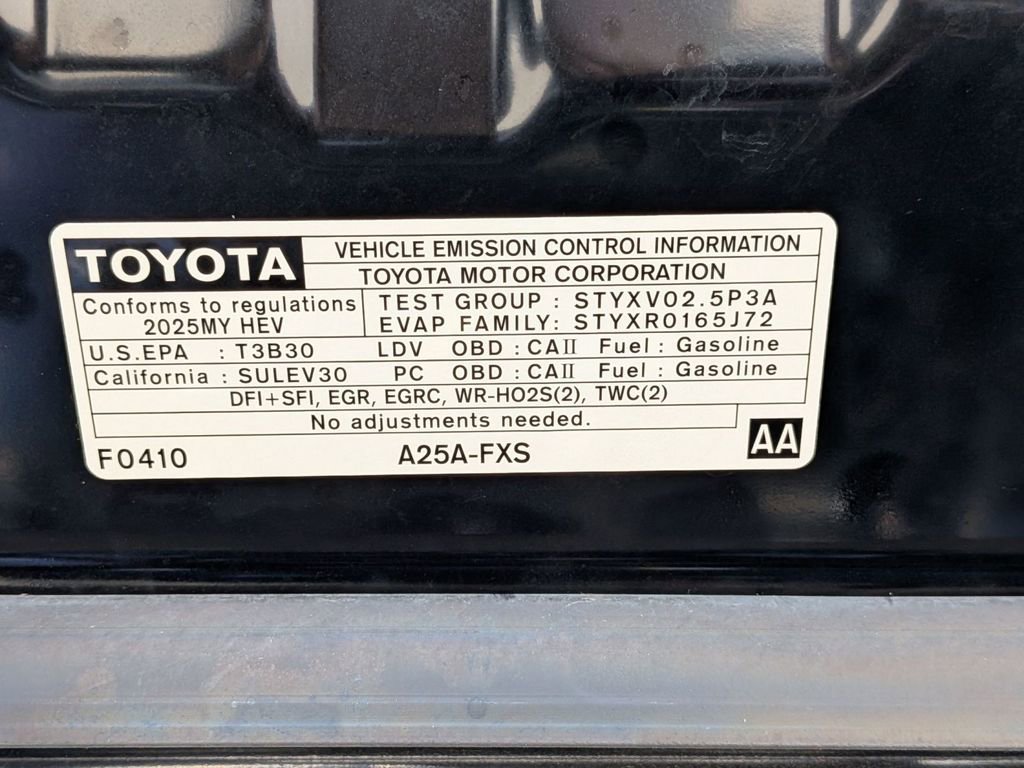 TOYOTA
VEHICLE EMISSION CONTROL INFORMATION
TOYOTA MOTOR CORPORATION
Conforms to regulations
2025MY HEV
TEST GROUP : STYXV02.5P3A
EVAP FAMILY: STYXR0165J72
U.S.EPA : T3B30 LDV OBD : CAII Fuel : Gasoline
California : SULEV30 PC OBD : CAII Fuel : Gasoline
DFI+SFI, EGR, EGRC, WR-HO2S(2), TWC(2)
No adjustments needed.
F0410 A25A-FXS AA